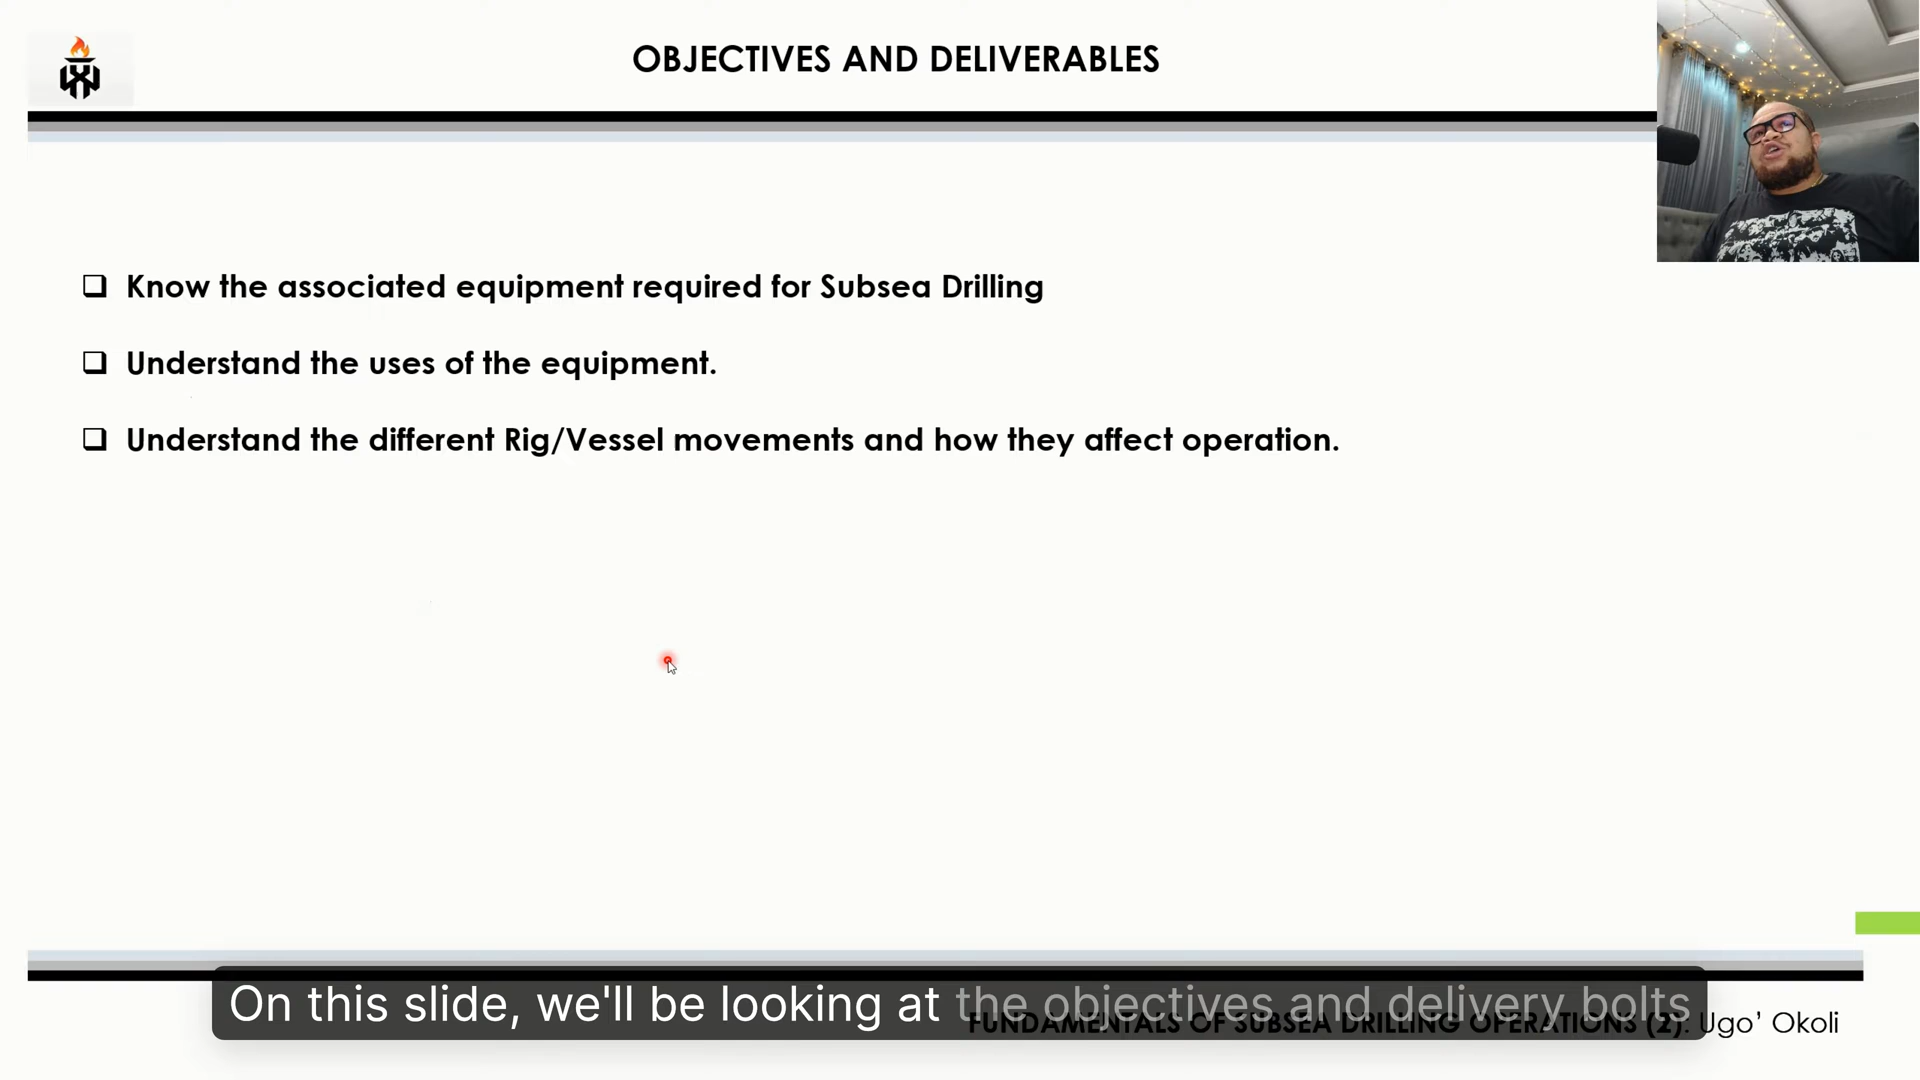 OBJECTIVES AND DELIVERABLES
❑ Know the associated equipment required for Subsea Drilling
❑ Understand the uses of the equipment.
❑ Understand the different Rig/Vessel movements and how they affect operation.
On this slide, we'll be looking at the objectives and delivery bolts
FUNDAMENTALS OF SUBSEA DRILLING OPERATIONS (2): Ugo’ Okoli